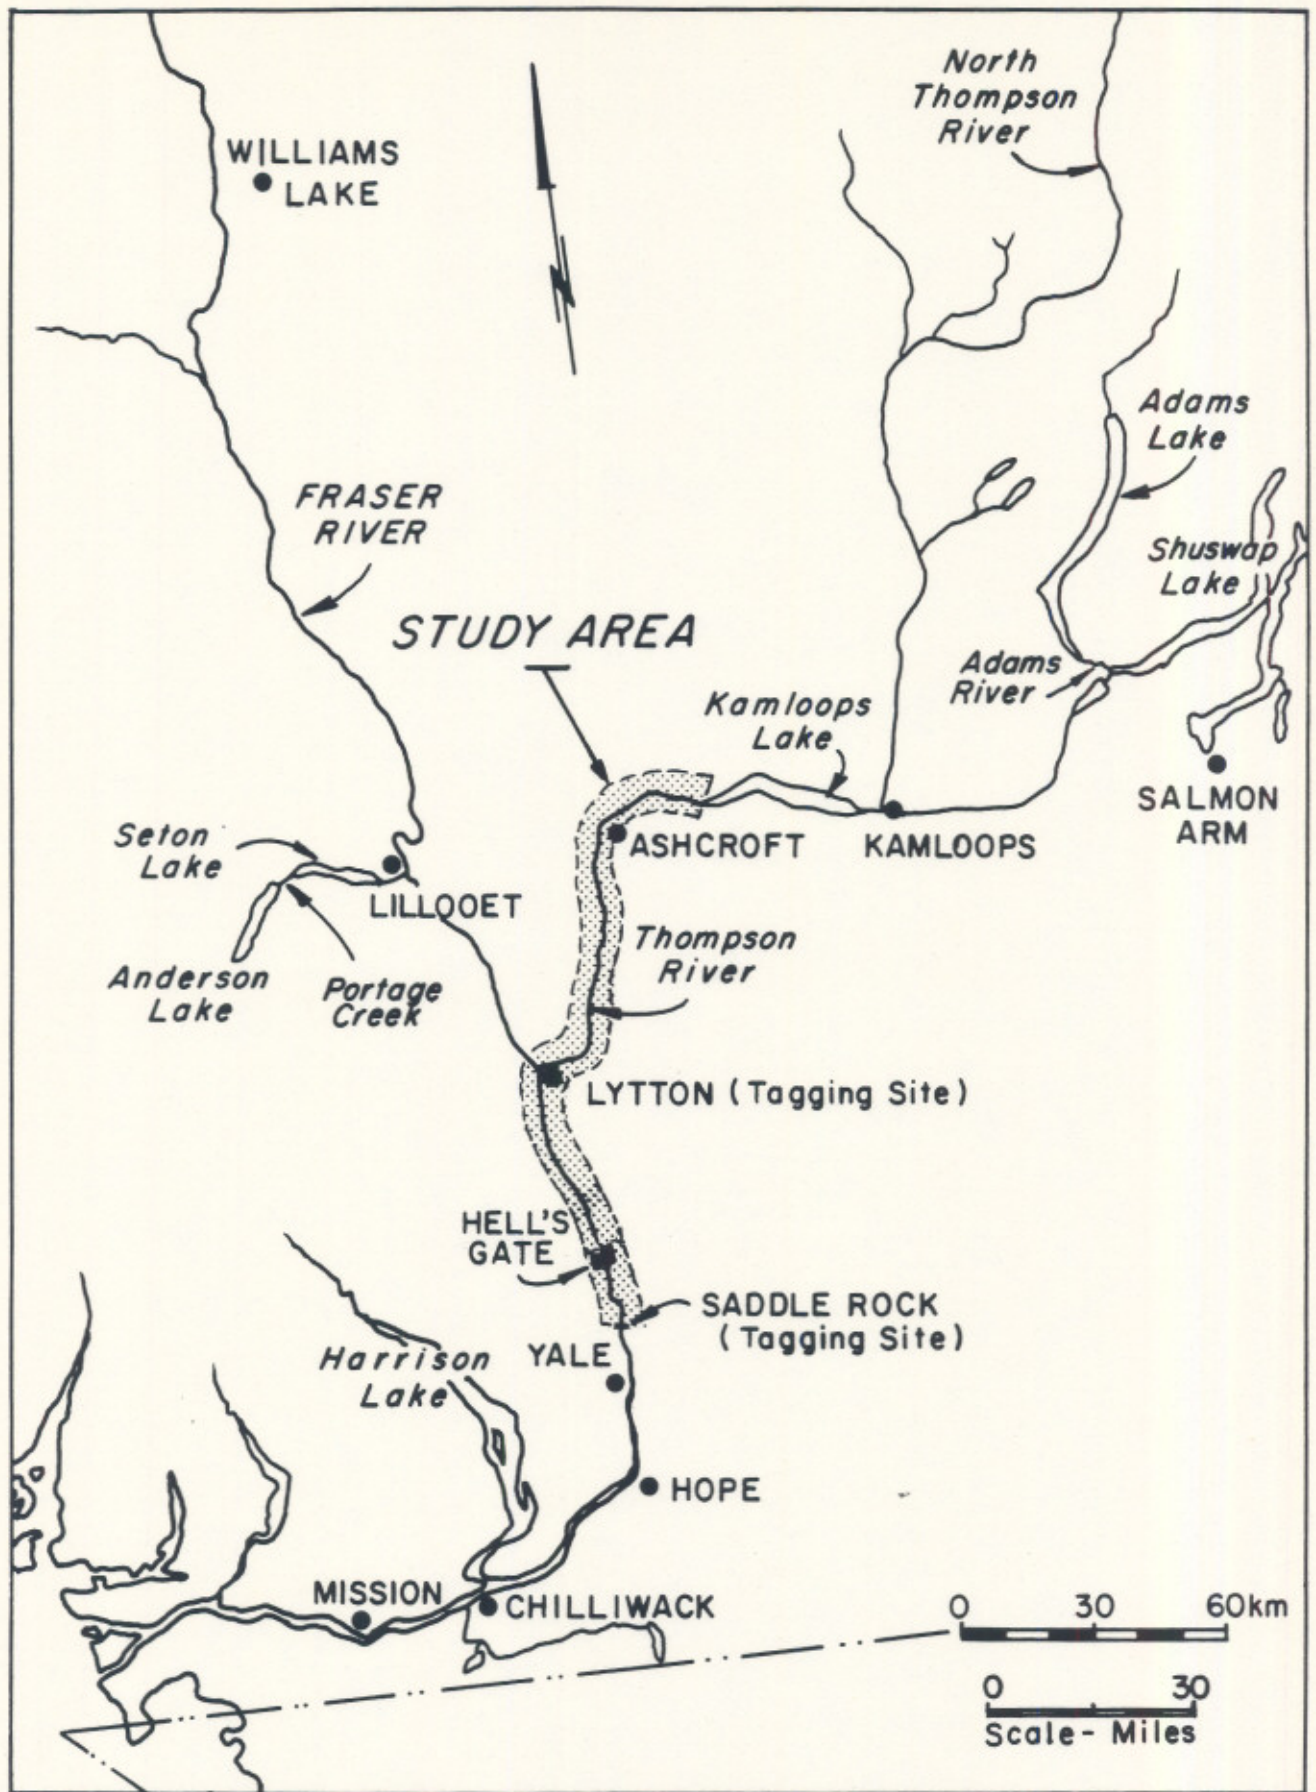 North
Thompson
River
WILLIAMS
LAKE
N
Adams
Lake
FRASER
RIVER
Shuswap
Lake
STUDY AREA
Adams
River
Kamloops
Lake
SALMON
ARM
Seton
Lake
ASHCROFT
KAMLOOPS
LILLOOET
Thompson
River
Anderson
Lake
Portage
Creek
LYTTON (Tagging Site)
HELL'S
GATE
SADDLE ROCK
(Tagging Site)
Harrison
Lake
YALE
HOPE
MISSION
CHILLIWACK
0 30 60km
0 30
Scale - Miles